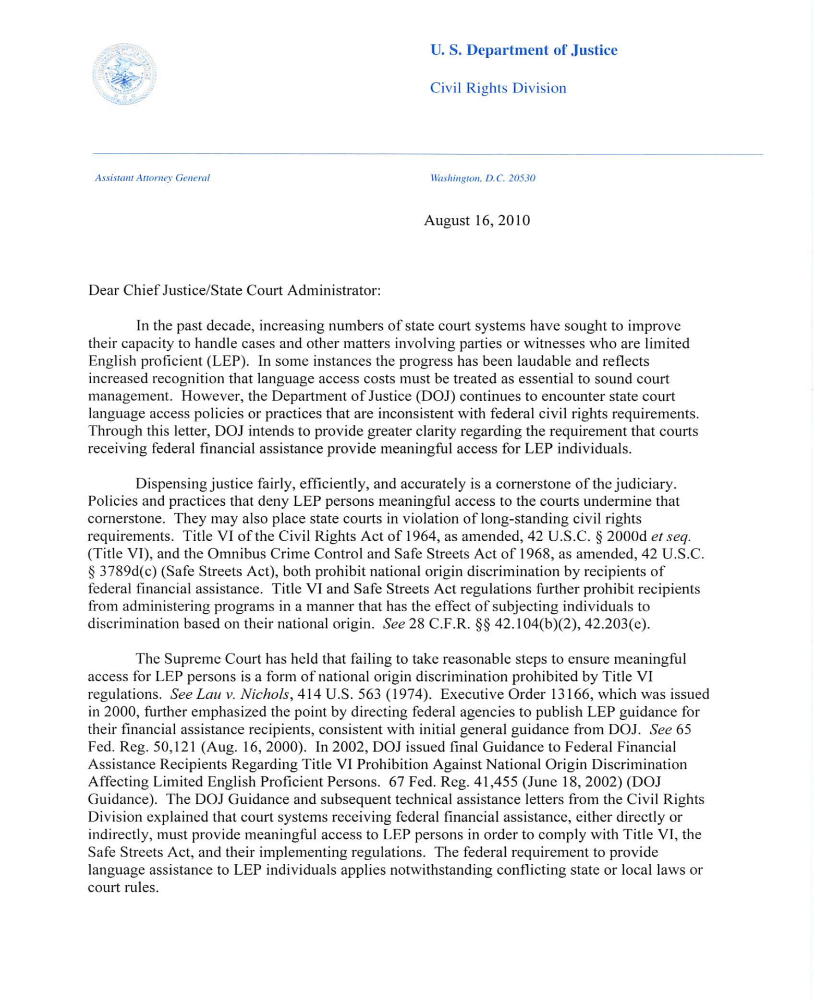 U. S. Department of Justice
Civil Rights Division
Assistant Attorney General
Washington, D.C. 20530
August 16, 2010
Dear Chief Justice/State Court Administrator:
In the past decade, increasing numbers of state court systems have sought to improve
their capacity to handle cases and other matters involving parties or witnesses who are limited
English proficient (LEP). In some instances the progress has been laudable and reflects
increased recognition that language access costs must be treated as essential to sound court
management. However, the Department of Justice (DOJ) continues to encounter state court
language access policies or practices that are inconsistent with federal civil rights requirements.
Through this letter, DOJ intends to provide greater clarity regarding the requirement that courts
receiving federal financial assistance provide meaningful access for LEP individuals.
Dispensing justice fairly, efficiently, and accurately is a cornerstone of the judiciary.
Policies and practices that deny LEP persons meaningful access to the courts undermine that
cornerstone. They may also place state courts in violation of long-standing civil rights
requirements. Title VI of the Civil Rights Act of 1964, as amended, 42 U.S.C. § 2000d et seq.
(Title VI), and the Omnibus Crime Control and Safe Streets Act of 1968, as amended, 42 U.S.C.
§ 3789d(c) (Safe Streets Act), both prohibit national origin discrimination by recipients of
federal financial assistance. Title VI and Safe Streets Act regulations further prohibit recipients
from administering programs in a manner that has the effect of subjecting individuals to
discrimination based on their national origin. See 28 C.F.R. §§ 42.104(b)(2), 42.203(e).
The Supreme Court has held that failing to take reasonable steps to ensure meaningful
access for LEP persons is a form of national origin discrimination prohibited by Title VI
regulations. See Lau v. Nichols, 414 U.S. 563 (1974). Executive Order 13166, which was issued
in 2000, further emphasized the point by directing federal agencies to publish LEP guidance for
their financial assistance recipients, consistent with initial general guidance from DOJ. See 65
Fed. Reg. 50,121 (Aug. 16, 2000). In 2002, DOJ issued final Guidance to Federal Financial
Assistance Recipients Regarding Title VI Prohibition Against National Origin Discrimination
Affecting Limited English Proficient Persons. 67 Fed. Reg. 41,455 (June 18, 2002) (DOJ
Guidance). The DOJ Guidance and subsequent technical assistance letters from the Civil Rights
Division explained that court systems receiving federal financial assistance, either directly or
indirectly, must provide meaningful access to LEP persons in order to comply with Title VI, the
Safe Streets Act, and their implementing regulations. The federal requirement to provide
language assistance to LEP individuals applies notwithstanding conflicting state or local laws or
court rules.